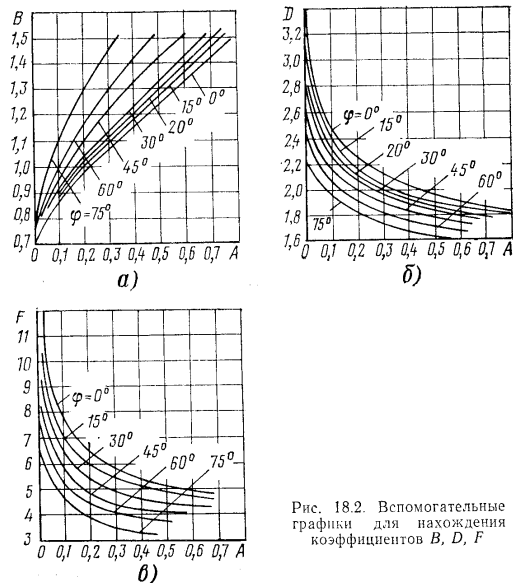 B
1,5
1,4
1,3
1,2
1,1
1,0
0,9
0,8
0,7
0°
15°
20°
30°
45°
60°
φ=75°
0 0,1 0,2 0,3 0,4 0,5 0,6 0,7 A
а)
D
3,2
3,0
2,8
2,6
2,4
2,2
2,0
1,8
1,6
φ=0°
15°
20°
30°
45°
60°
75°
0 0,1 0,2 0,3 0,4 0,5 0,6 0,7 A
б)
F
11
10
9
8
7
6
5
4
3
φ=0°
15°
30°
45°
60°
75°
0 0,1 0,2 0,3 0,4 0,5 0,6 0,7 A
в)
Рис. 18.2. Вспомогательные
графики для нахождения
коэффициентов B, D, F